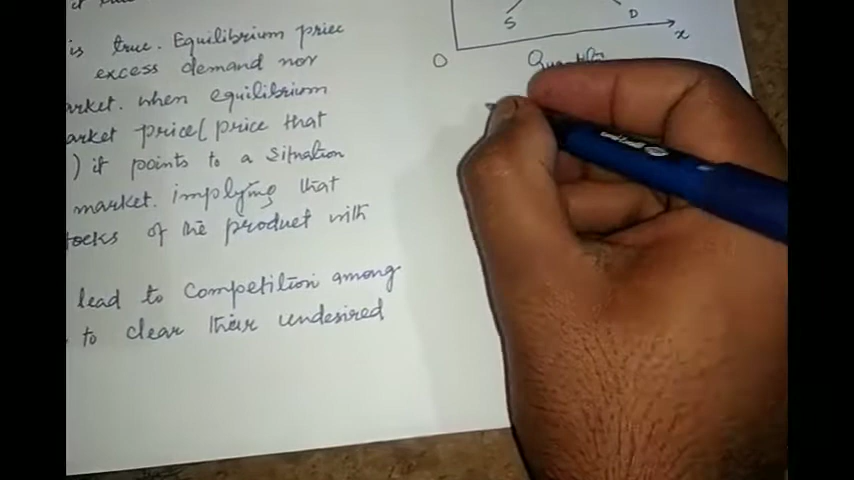 is true. Equilibrium price
excess demand nor
market. when equilibrium
market price (price that
) it points to a situation
market. implying that
stocks of the product with
lead to competition among
to clear their undesired
S
D
O
x